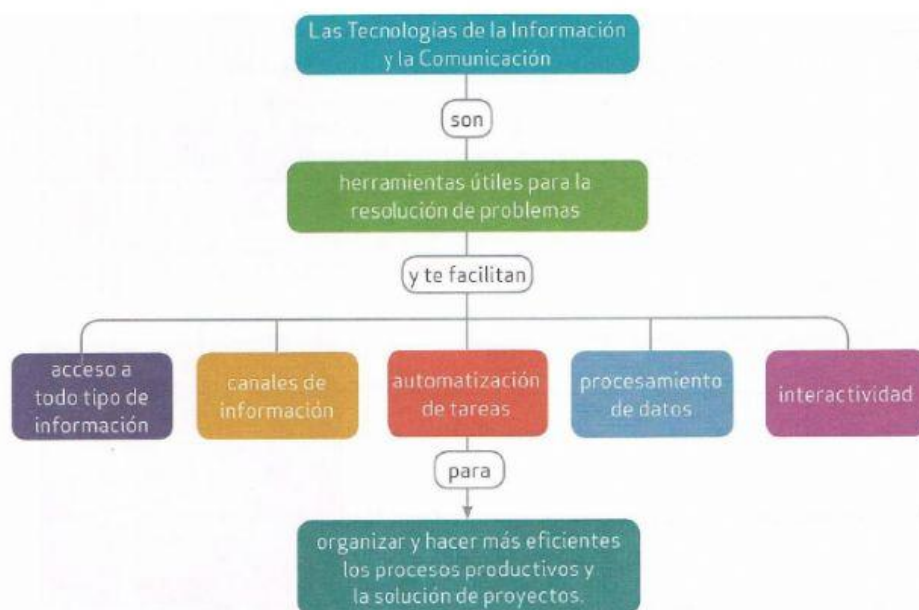 Las Tecnologías de la Información
y la Comunicación
son
herramientas útiles para la
resolución de problemas
y te facilitan
acceso a
todo tipo de
información
canales de
información
automatización
de tareas
procesamiento
de datos
interactividad
para
organizar y hacer más eficientes
los procesos productivos y
la solución de proyectos.